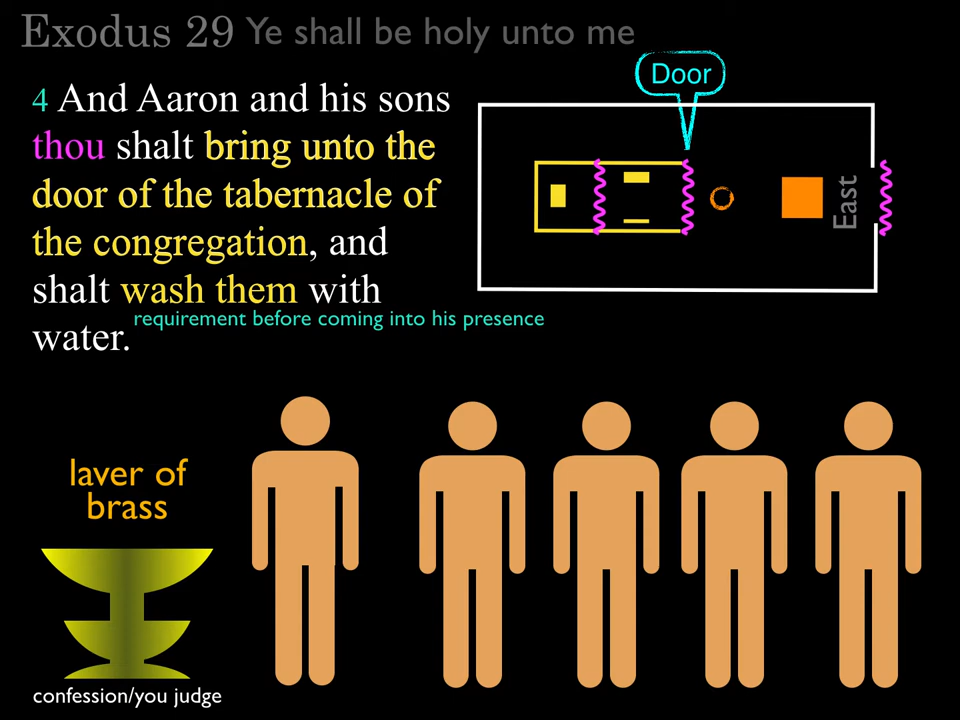 Exodus 29 Ye shall be holy unto me
4 And Aaron and his sons
thou shalt bring unto the
door of the tabernacle of
the congregation, and
shalt wash them with
water.
requirement before coming into his presence
Door
East
laver of
brass
confession/you judge